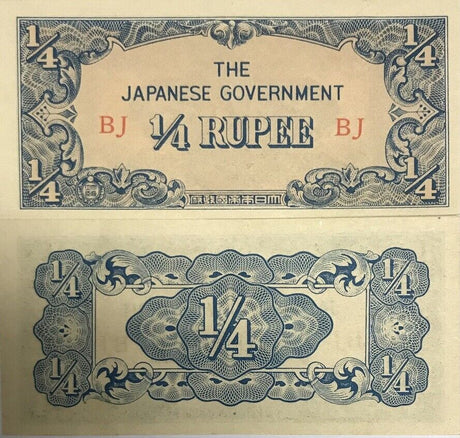 1/4 1/4
THE
JAPANESE GOVERNMENT
BJ 1/4 RUPEE BJ
1/4 1/4
府政國帝本日大
1/4 1/4
1/4
1/4 1/4